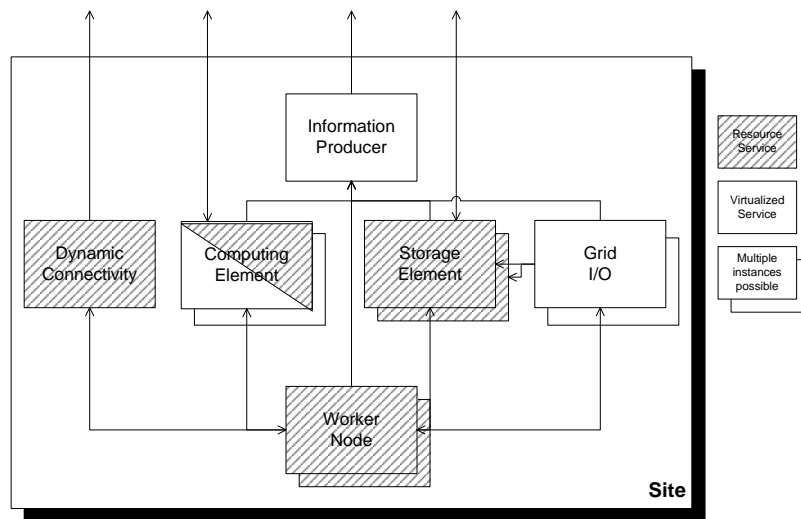 Information
Producer
Resource
Service
Virtualized
Service
Multiple
instances
possible
Dynamic
Connectivity
Computing
Element
Storage
Element
Grid
I/O
Worker
Node
Site